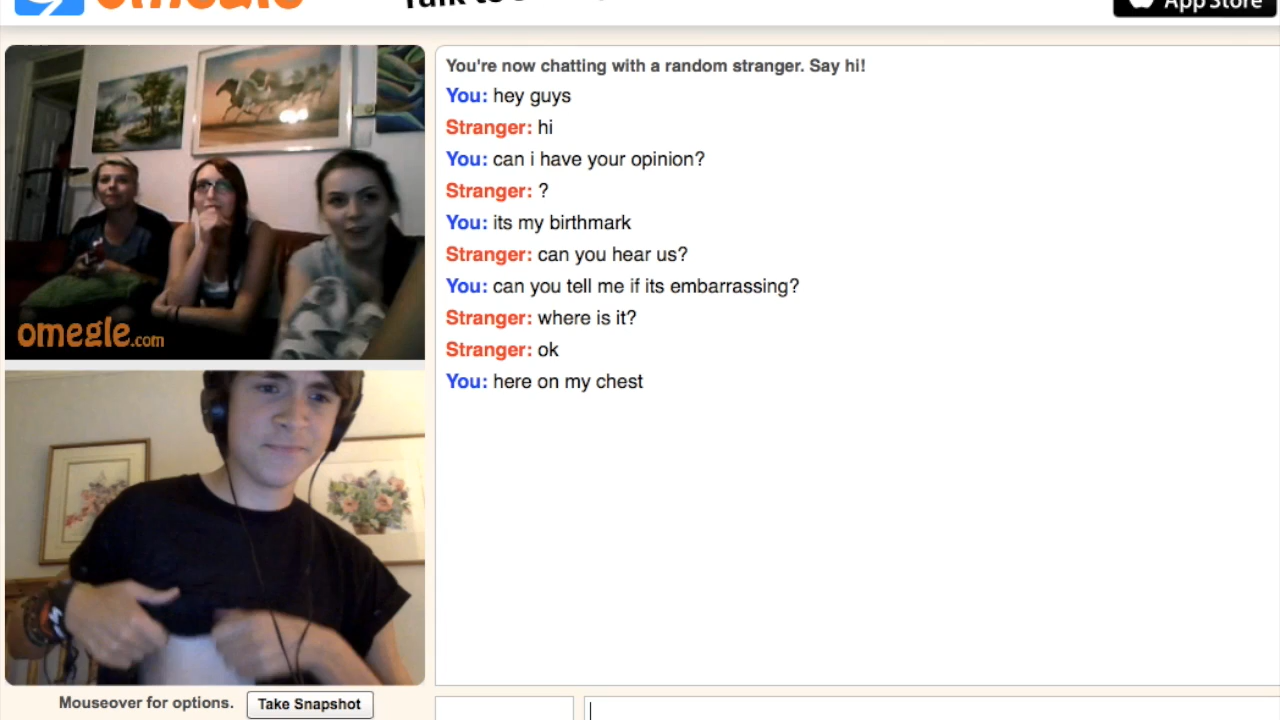 omegle
Talk to
App Store
You're now chatting with a random stranger. Say hi!
You: hey guys
Stranger: hi
You: can i have your opinion?
Stranger: ?
You: its my birthmark
Stranger: can you hear us?
You: can you tell me if its embarrassing?
Stranger: where is it?
Stranger: ok
You: here on my chest
omegle.com
Mouseover for options.
Take Snapshot